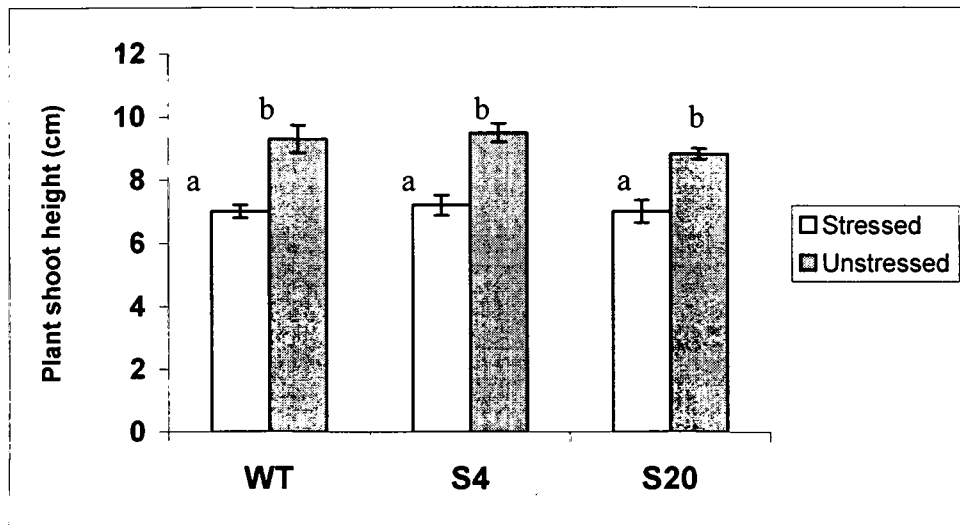 Plant shoot height (cm)
12
10
8
6
4
2
0
a
b
a
b
a
b
WT
S4
S20
Stressed
Unstressed